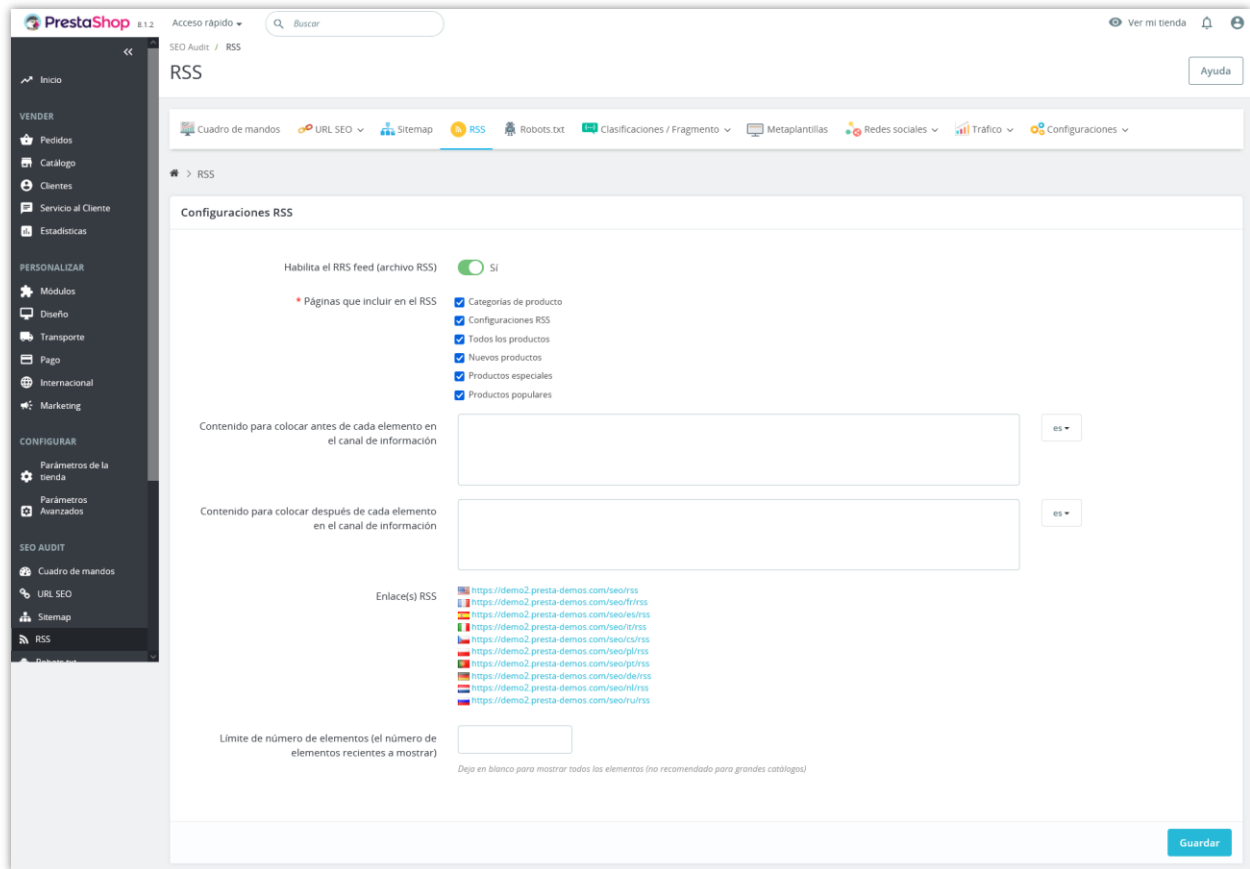 PrestaShop 8.1.2 Acceso rápido Buscar Ver mi tienda
SEO Audit / RSS
RSS
Ayuda
Inicio
VENDER
Pedidos
Catálogo
Clientes
Servicio al Cliente
Estadísticas
PERSONALIZAR
Módulos
Diseño
Transporte
Pago
Internacional
Marketing
CONFIGURAR
Parámetros de la
tienda
Parámetros
Avanzados
SEO AUDIT
Cuadro de mandos
URL SEO
Sitemap
RSS
Robots.txt
Cuadro de mandos URL SEO Sitemap RSS Robots.txt Clasificaciones / Fragmento Metaplantillas Redes sociales Tráfico Configuraciones
> RSS
Configuraciones RSS
Habilita el RRS feed (archivo RSS) Sí
* Páginas que incluir en el RSS
Categorías de producto
Configuraciones RSS
Todos los productos
Nuevos productos
Productos especiales
Productos populares
Contenido para colocar antes de cada elemento en
el canal de información
es
Contenido para colocar después de cada elemento
en el canal de información
es
Enlace(s) RSS
https://demo2.presta-demos.com/seo/rss
https://demo2.presta-demos.com/seo/fr/rss
https://demo2.presta-demos.com/seo/es/rss
https://demo2.presta-demos.com/seo/it/rss
https://demo2.presta-demos.com/seo/cs/rss
https://demo2.presta-demos.com/seo/pl/rss
https://demo2.presta-demos.com/seo/pt/rss
https://demo2.presta-demos.com/seo/de/rss
https://demo2.presta-demos.com/seo/nl/rss
https://demo2.presta-demos.com/seo/ru/rss
Límite de número de elementos (el número de
elementos recientes a mostrar)
Deja en blanco para mostrar todos los elementos (no recomendado para grandes catálogos)
Guardar